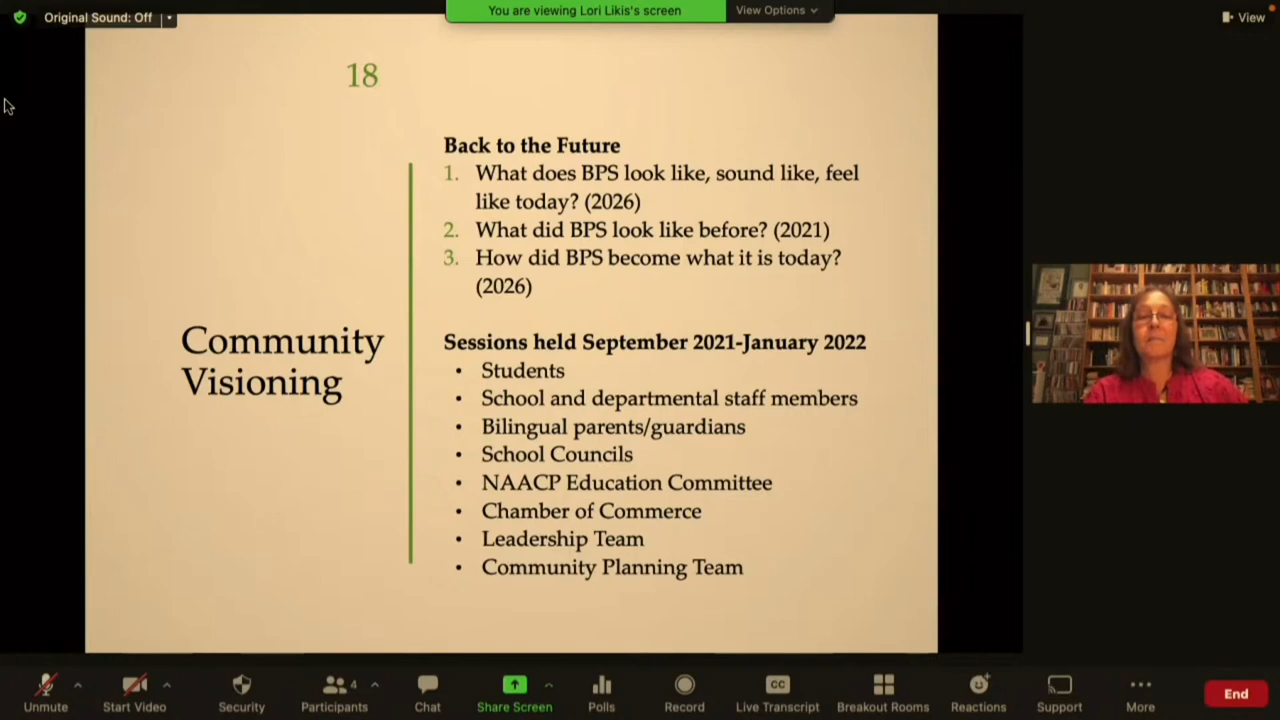 Original Sound: Off
You are viewing Lori Likis's screen
View Options
View
18
Back to the Future
1. What does BPS look like, sound like, feel
like today? (2026)
2. What did BPS look like before? (2021)
3. How did BPS become what it is today?
(2026)
Community
Visioning
Sessions held September 2021-January 2022
• Students
• School and departmental staff members
• Bilingual parents/guardians
• School Councils
• NAACP Education Committee
• Chamber of Commerce
• Leadership Team
• Community Planning Team
4
CC
Unmute
Start Video
Security
Participants
Chat
Share Screen
Polls
Record
Live Transcript
Breakout Rooms
Reactions
Support
More
End